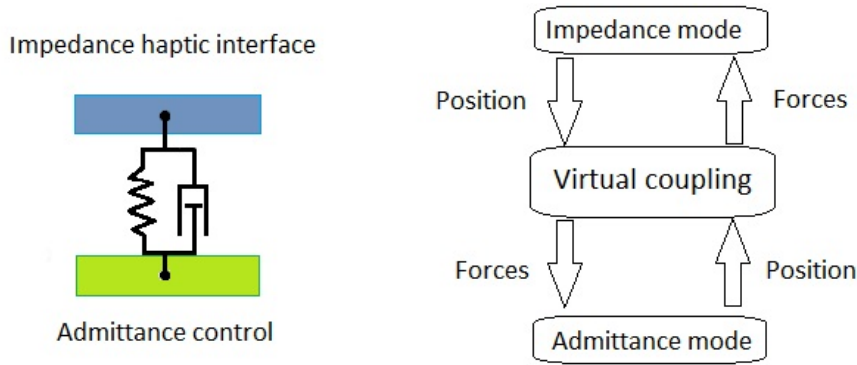 Impedance haptic interface
Admittance control
Impedance mode
Position
Forces
Virtual coupling
Forces
Position
Admittance mode